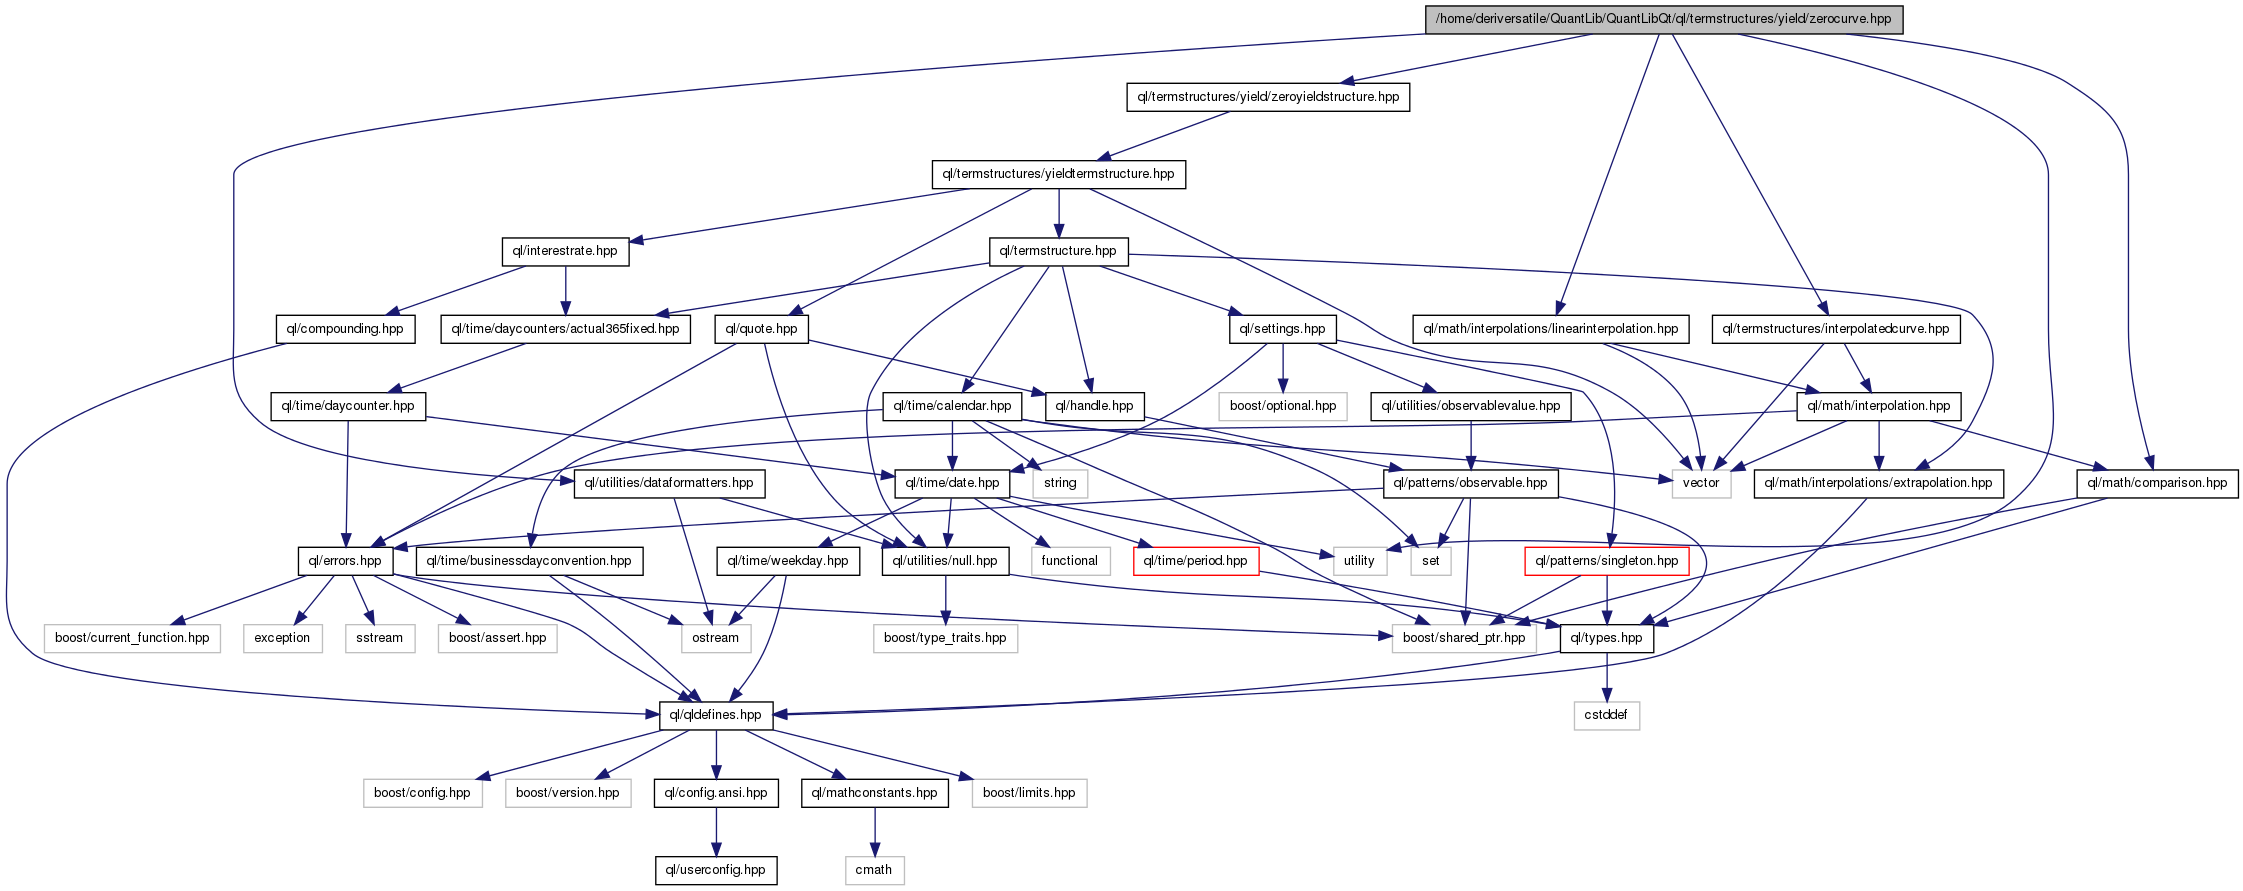 /home/deriversatile/QuantLib/QuantLibQt/ql/termstructures/yield/zerocurve.hpp
ql/termstructures/yield/zeroyieldstructure.hpp
ql/termstructures/yieldtermstructure.hpp
ql/interestrate.hpp
ql/termstructure.hpp
ql/compounding.hpp
ql/time/daycounters/actual365fixed.hpp
ql/quote.hpp
ql/settings.hpp
ql/math/interpolations/linearinterpolation.hpp
ql/termstructures/interpolatedcurve.hpp
ql/time/daycounter.hpp
ql/time/calendar.hpp
ql/handle.hpp
boost/optional.hpp
ql/utilities/observablevalue.hpp
ql/math/interpolation.hpp
ql/utilities/dataformatters.hpp
ql/time/date.hpp
string
ql/patterns/observable.hpp
vector
ql/math/interpolations/extrapolation.hpp
ql/math/comparison.hpp
ql/errors.hpp
ql/time/businessdayconvention.hpp
ql/time/weekday.hpp
ql/utilities/null.hpp
functional
ql/time/period.hpp
utility
set
ql/patterns/singleton.hpp
boost/current_function.hpp
exception
sstream
boost/assert.hpp
ostream
boost/type_traits.hpp
boost/shared_ptr.hpp
ql/types.hpp
ql/qldefines.hpp
cstddef
boost/config.hpp
boost/version.hpp
ql/config.ansi.hpp
ql/mathconstants.hpp
boost/limits.hpp
ql/userconfig.hpp
cmath